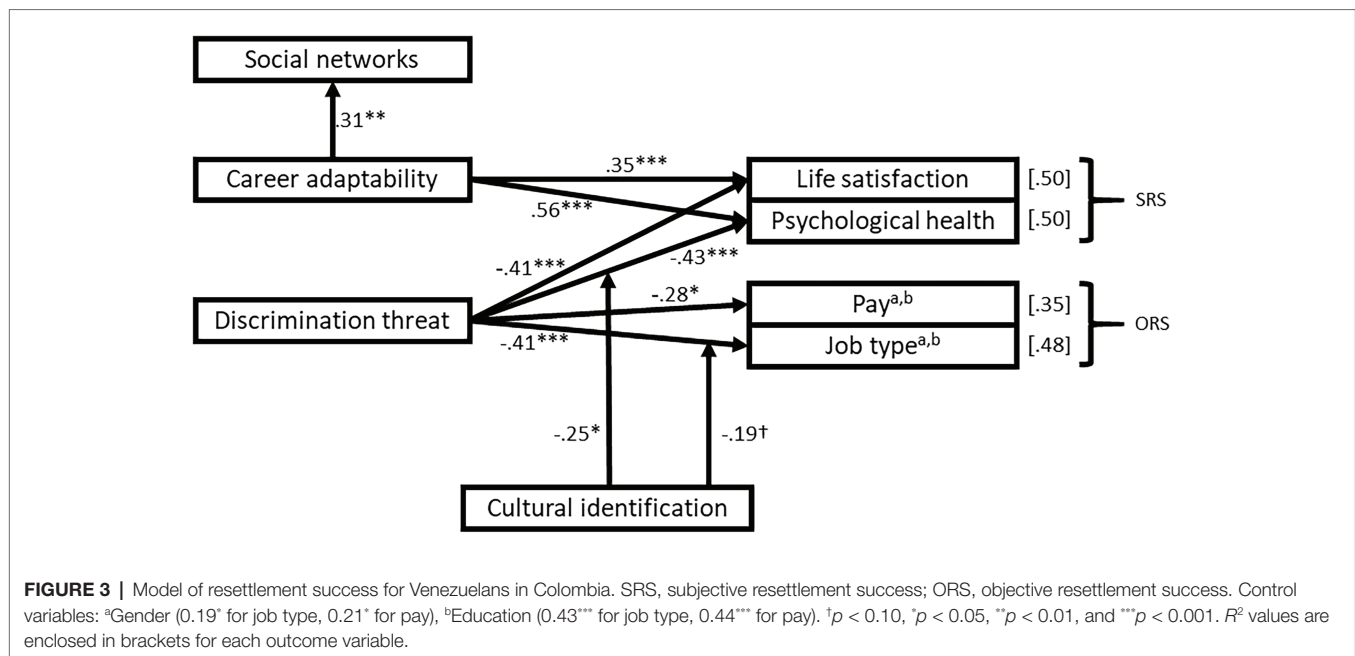 Social networks
.31**
Career adaptability
.35***
Life satisfaction
[.50]
SRS
.56***
Psychological health
[.50]
-.41***
-.43***
Discrimination threat
-.28*
Pay a,b
[.35]
ORS
-.41***
Job type a,b
[.48]
-.25*
-.19†
Cultural identification
FIGURE 3 | Model of resettlement success for Venezuelans in Colombia. SRS, subjective resettlement success; ORS, objective resettlement success. Control
variables: aGender (0.19* for job type, 0.21* for pay), bEducation (0.43*** for job type, 0.44*** for pay). †p < 0.10, *p < 0.05, **p < 0.01, and ***p < 0.001. R2 values are
enclosed in brackets for each outcome variable.